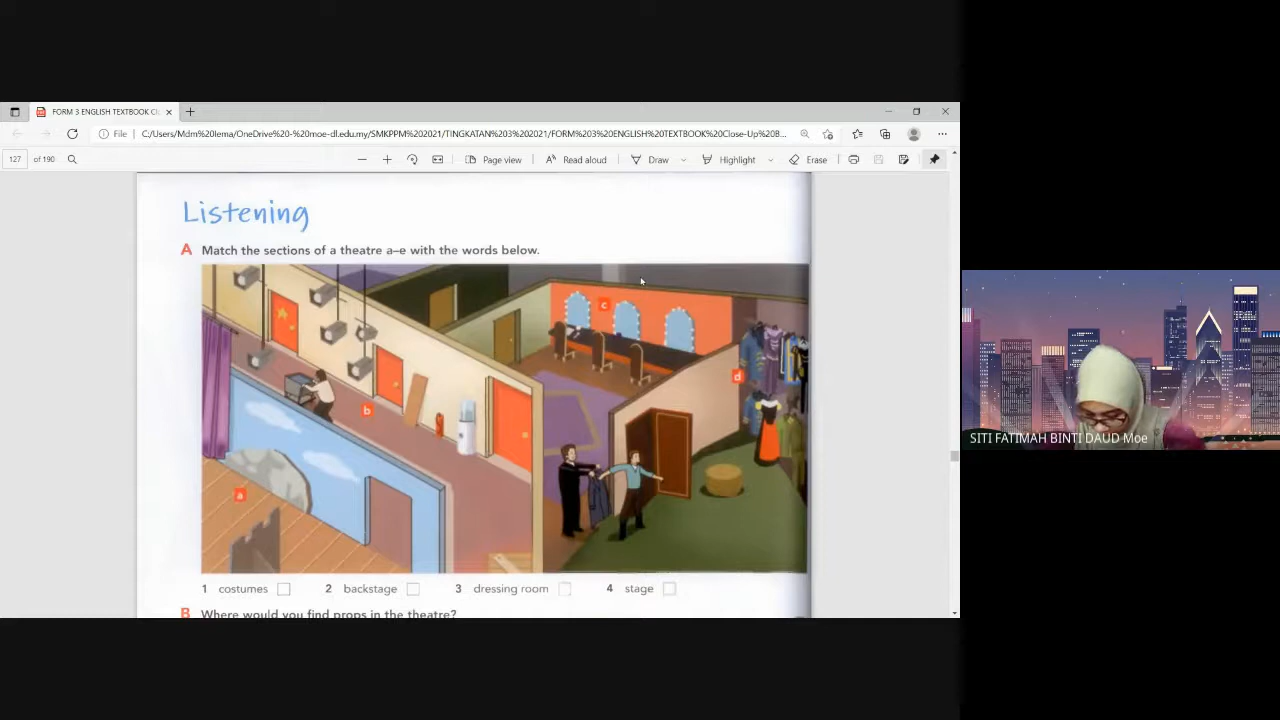 FORM 3 ENGLISH TEXTBOOK Cl
File C:/Users/Mdm%20Iema/OneDrive%20-%20moe-dl.edu.my/SMKPPM%202021/TINGKATAN%203%202021/FORM%203%20ENGLISH%20TEXTBOOK%20Close-Up%20B...
127 of 190 Page view Read aloud Draw Highlight Erase
Listening
A Match the sections of a theatre a–e with the words below.
c
d
b
a
1 costumes 2 backstage 3 dressing room 4 stage
B Where would you find props in the theatre?
SITI FATIMAH BINTI DAUD Moe